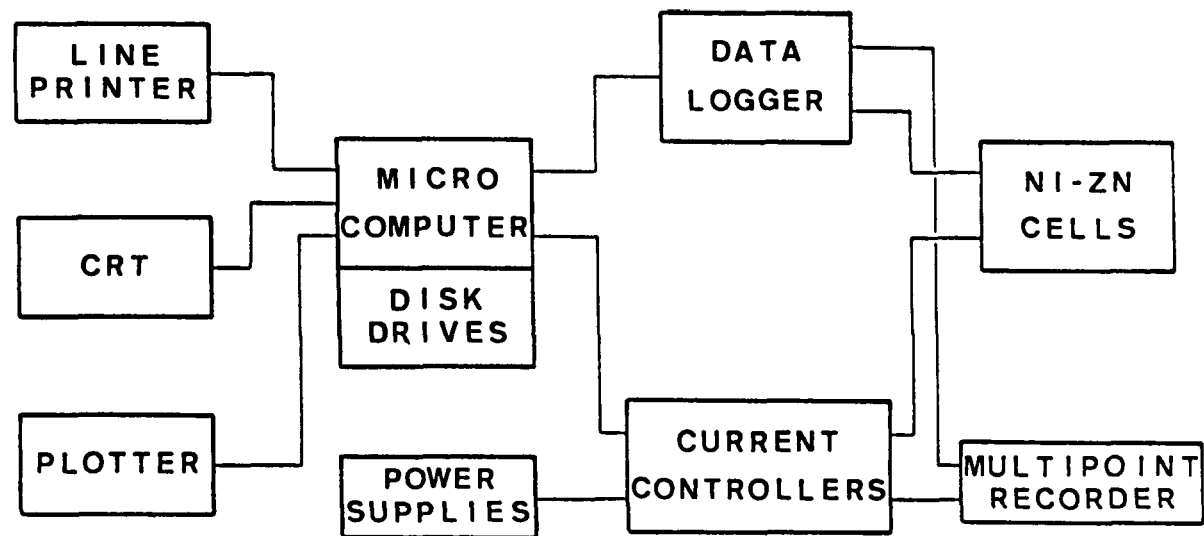 LINE
PRINTER
DATA
LOGGER
MICRO
COMPUTER
NI-ZN
CELLS
CRT
DISK
DRIVES
PLOTTER
POWER
SUPPLIES
CURRENT
CONTROLLERS
MULTIPOINT
RECORDER